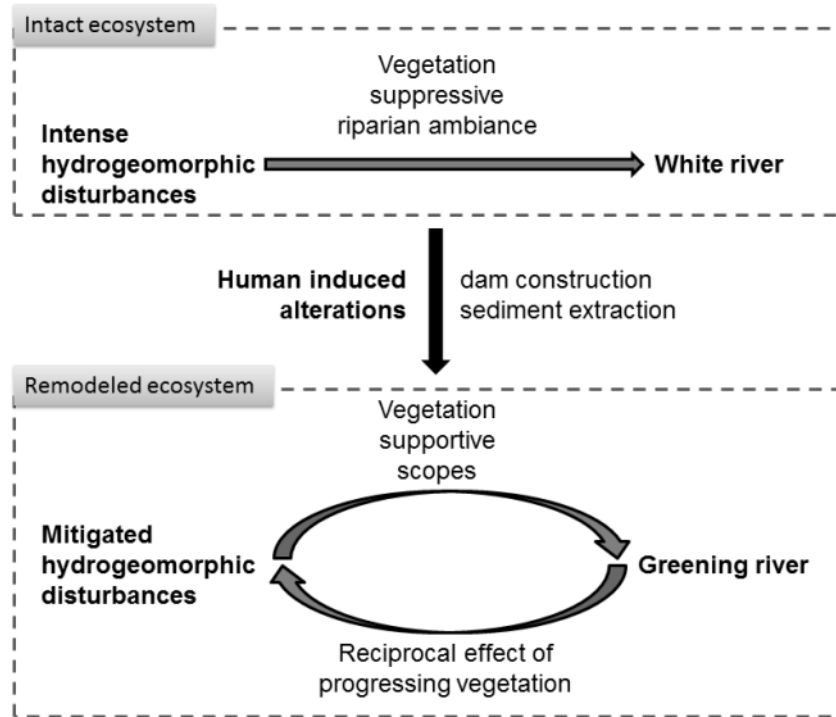 Intact ecosystem
Vegetation
suppressive
riparian ambiance
Intense
hydrogeomorphic
disturbances
White river
Human induced
alterations
dam construction
sediment extraction
Remodeled ecosystem
Vegetation
supportive
scopes
Mitigated
hydrogeomorphic
disturbances
Greening river
Reciprocal effect of
progressing vegetation